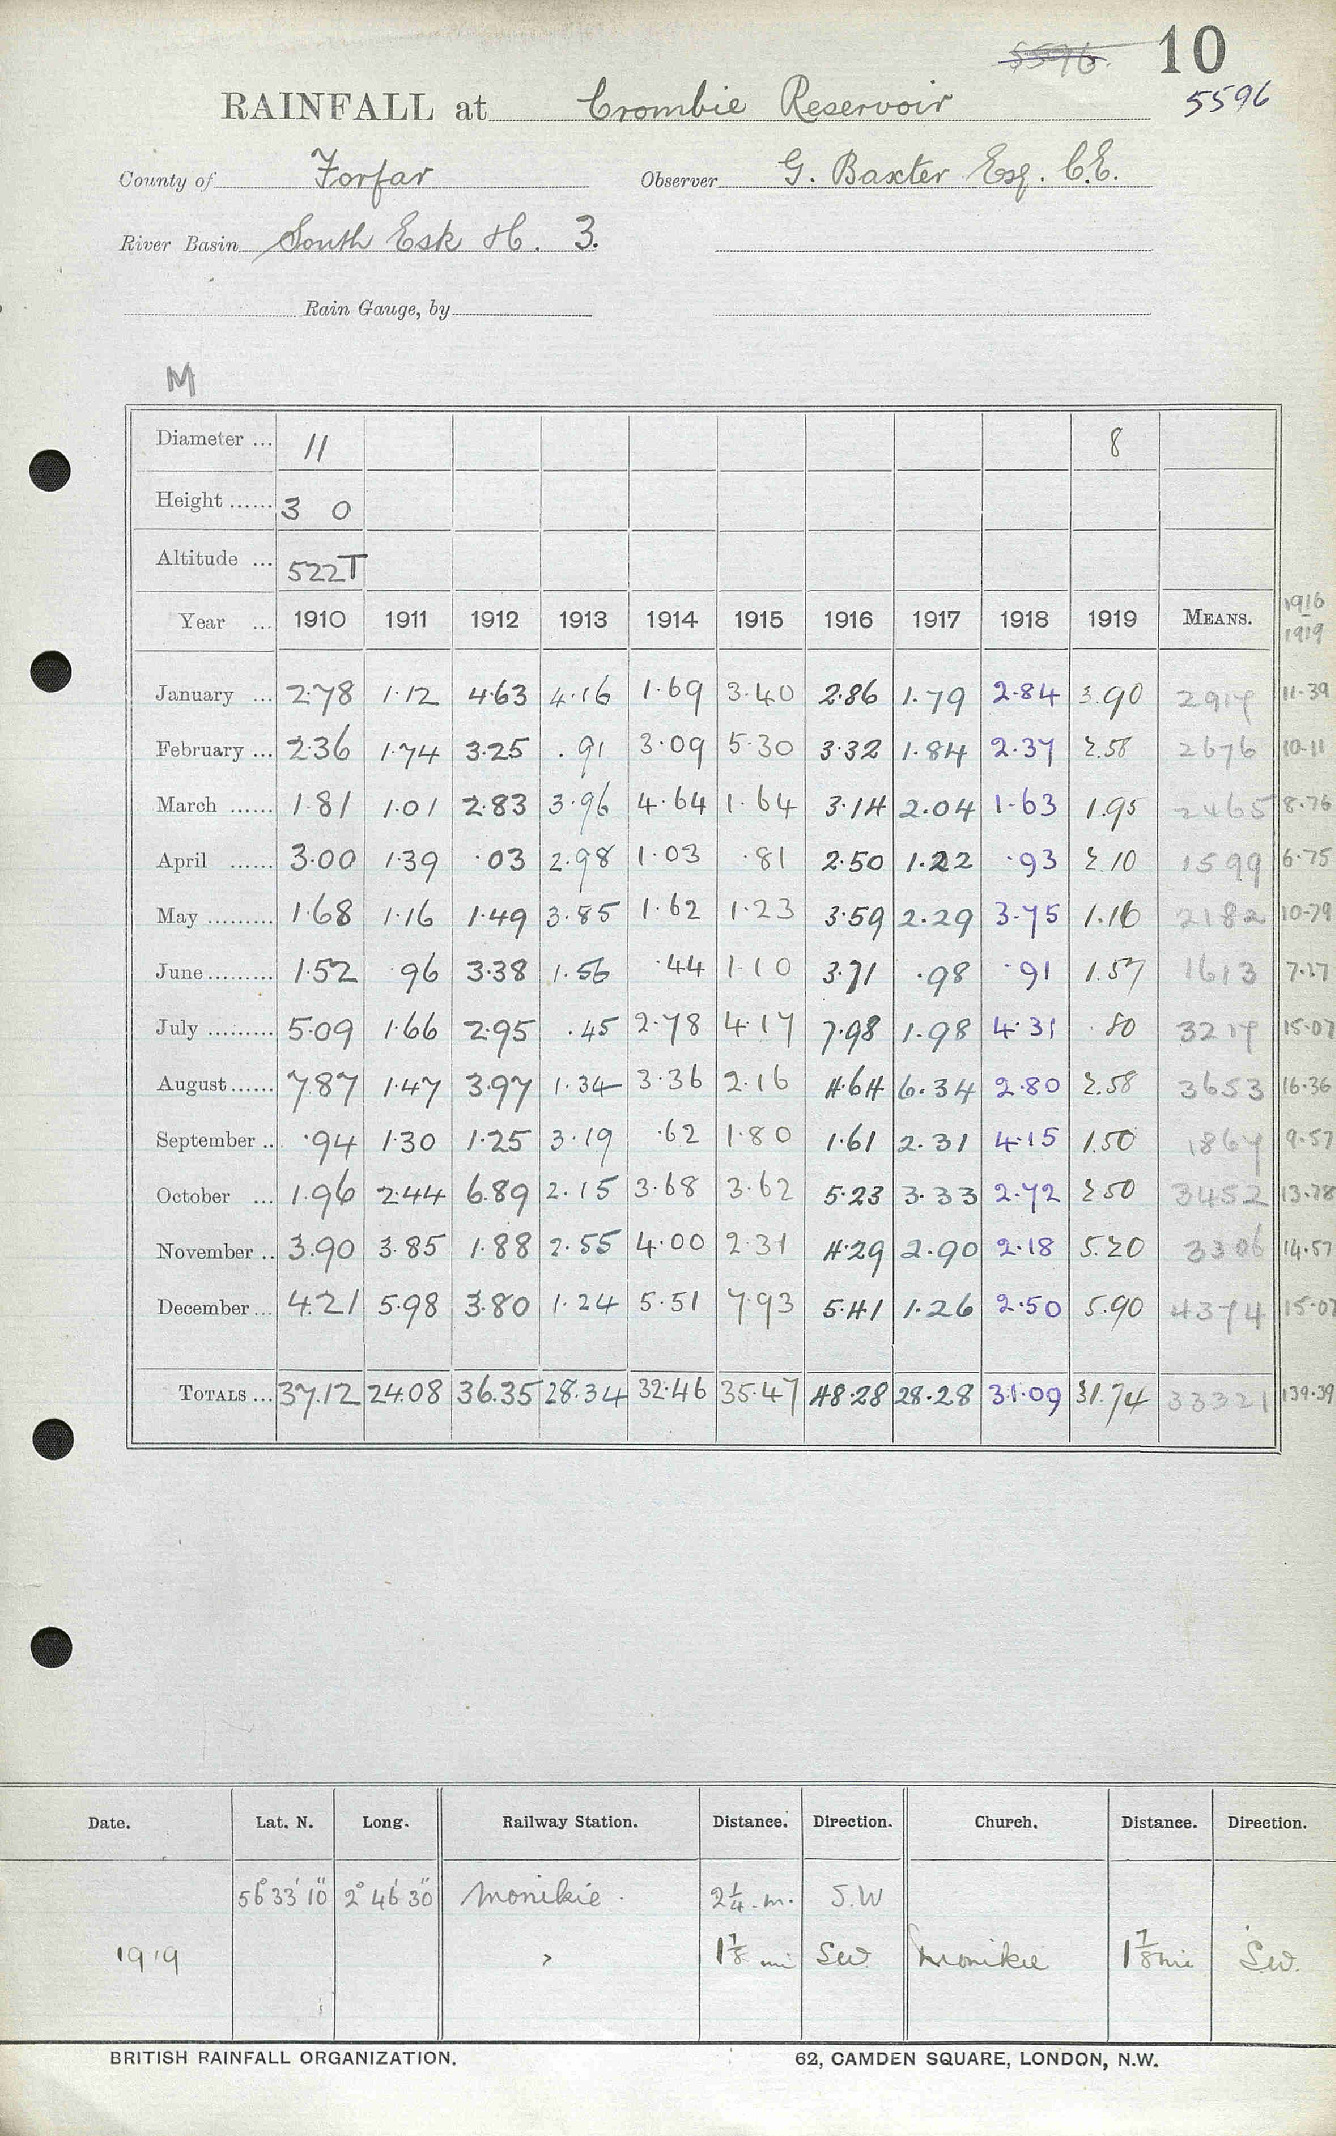 5596. 10
RAINFALL at Crombie Reservoir 5596
County of Forfar Observer G. Baxter Esq. C.E.
River Basin South Esk H. 3.
Rain Gauge, by
M
Diameter ... 11 8
Height ...... 3 0
Altitude ... 522T
Year ... 1910 1911 1912 1913 1914 1915 1916 1917 1918 1919 MEANS. 1916 1919
January ... 2.78 1.12 4.63 4.16 1.69 3.40 2.86 1.79 2.84 3.90 2917 11.39
February ... 2.36 1.74 3.25 .91 3.09 5.30 3.32 1.84 2.37 2.58 2676 10.11
March ...... 1.81 1.01 2.83 3.96 4.64 1.64 3.14 2.04 1.63 1.95 2465 8.76
April ...... 3.00 1.39 .03 2.98 1.03 .81 2.50 1.22 .93 2.10 1599 6.75
May ......... 1.68 1.16 1.49 3.85 1.62 1.23 3.59 2.29 3.75 1.16 2182 10.79
June ......... 1.52 96 3.38 1.56 .44 1.10 3.71 .98 .91 1.57 1613 7.17
July ......... 5.09 1.66 2.95 .45 2.78 4.17 7.98 1.98 4.31 .80 3217 15.07
August ...... 7.87 1.47 3.97 1.34 3.36 2.16 4.64 6.34 2.80 2.58 3653 16.36
September .. .94 1.30 1.25 3.19 .62 1.80 1.61 2.31 4.15 1.50 1867 9.57
October ... 1.96 2.44 6.89 2.15 3.68 3.62 5.23 3.33 2.72 2.50 3452 13.78
November .. 3.90 3.85 1.88 2.55 4.00 2.31 4.29 2.90 2.18 5.20 3306 14.57
December ... 4.21 5.98 3.80 1.24 5.51 7.93 5.41 1.26 2.50 5.90 4374 15.07
TOTALS ... 37.12 24.08 36.35 28.34 32.46 35.47 48.28 28.28 31.09 31.74 33321 139.39
Date. Lat. N. Long. Railway Station. Distance. Direction. Church. Distance. Direction.
56° 33' 10" 2° 46' 30" Monikie . 2 1/4 . m. S.W
1919 " 1 7/8 mi SW. Monikie 1 7/8 mi SW.
BRITISH RAINFALL ORGANIZATION. 62, CAMDEN SQUARE, LONDON, N.W.